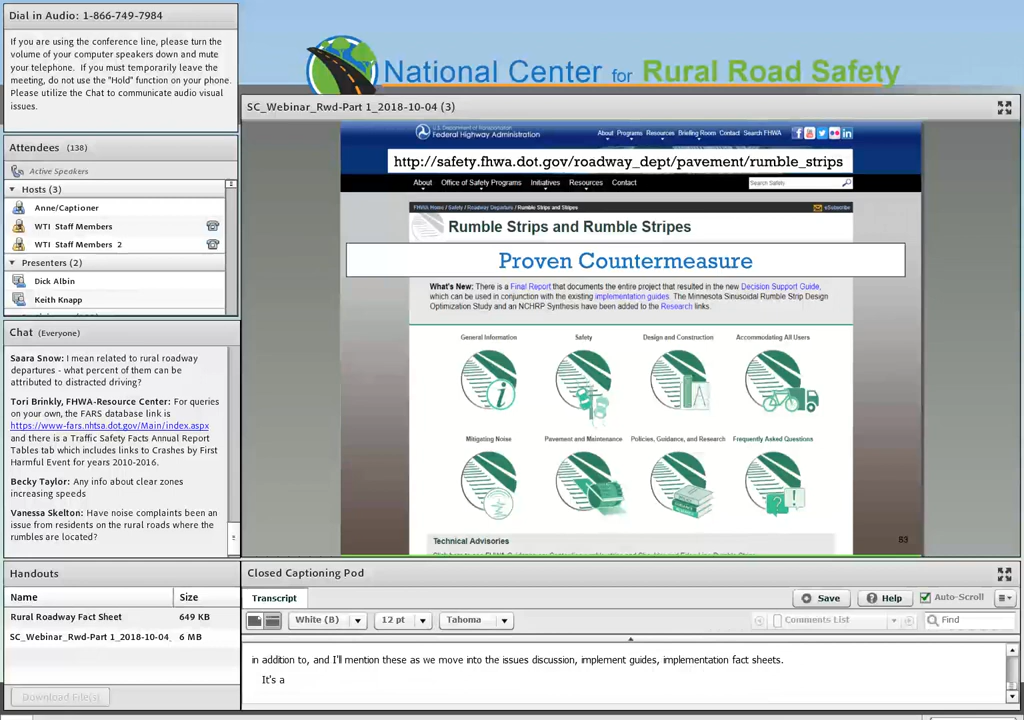 Dial in Audio: 1-866-749-7984
If you are using the conference line, please turn the
volume of your computer speakers down and mute
your telephone. If you must temporarily leave the
meeting, do not use the "Hold" function on your phone.
Please utilize the Chat to communicate audio visual
issues.
Attendees (138)
Active Speakers
Hosts (3)
Anne/Captioner
WTI Staff Members
WTI Staff Members 2
Presenters (2)
Dick Albin
Keith Knapp
Chat (Everyone)
Saara Snow: I mean related to rural roadway
departures - what percent of them can be
attributed to distracted driving?
Tori Brinkly, FHWA-Resource Center: For queries
on your own, the FARS database link is
https://www-fars.nhtsa.dot.gov/Main/index.aspx
and there is a Traffic Safety Facts Annual Report
Tables tab which includes links to Crashes by First
Harmful Event for years 2010-2016.
Becky Taylor: Any info about clear zones
increasing speeds
Vanessa Skelton: Have noise complaints been an
issue from residents on the rural roads where the
rumbles are located?
Handouts
Name Size
Rural Roadway Fact Sheet 649 KB
SC_Webinar_Rwd-Part 1_2018-10-04 6 MB
Download File(s)
National Center for Rural Road Safety
SC_Webinar_Rwd-Part 1_2018-10-04 (3)
U.S. Department of Transportation
Federal Highway Administration
About Programs Resources Briefing Room Contact Search FHWA
http://safety.fhwa.dot.gov/roadway_dept/pavement/rumble_strips
About Office of Safety Programs Initiatives Resources Contact
Search Safety
FHWA Home / Safety / Roadway Departure / Rumble Strips and Stripes
eSubscribe
Rumble Strips and Rumble Stripes
Proven Countermeasure
What's New: There is a Final Report that documents the entire project that resulted in the new Decision Support Guide,
which can be used in conjunction with the existing implementation guides. The Minnesota Sinusoidal Rumble Strip Design
Optimization Study and an NCHRP Synthesis have been added to the Research links.
General Information Safety Design and Construction Accommodating All Users
Mitigating Noise Pavement and Maintenance Policies, Guidance, and Research Frequently Asked Questions
Technical Advisories
83
Closed Captioning Pod
Transcript
Save Help Auto-Scroll
White (B) 12 pt Tahoma Comments List Find
in addition to, and I'll mention these as we move into the issues discussion, implement guides, implementation fact sheets.
It's a